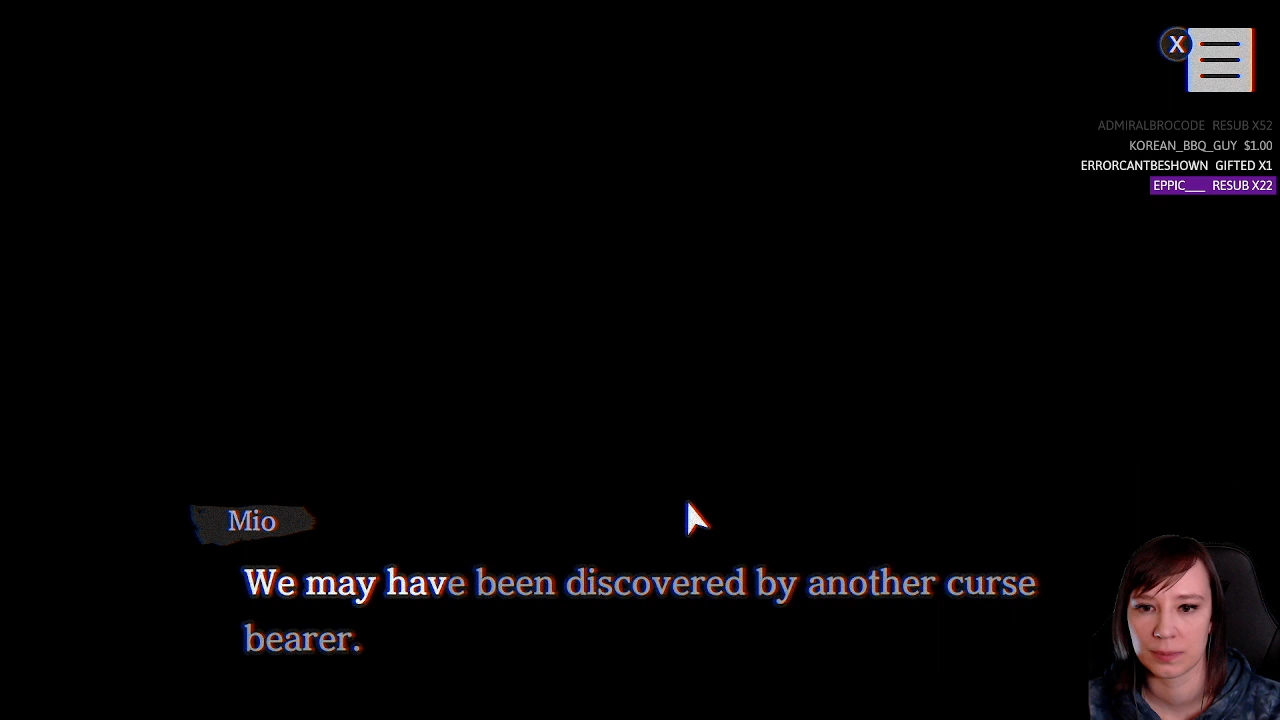 X
ADMIRALBROCODE RESUB X52
KOREAN_BBQ_GUY $1.00
ERRORCANTBESHOWN GIFTED X1
EPPIC___ RESUB X22
Mio
We may have been discovered by another curse
bearer.